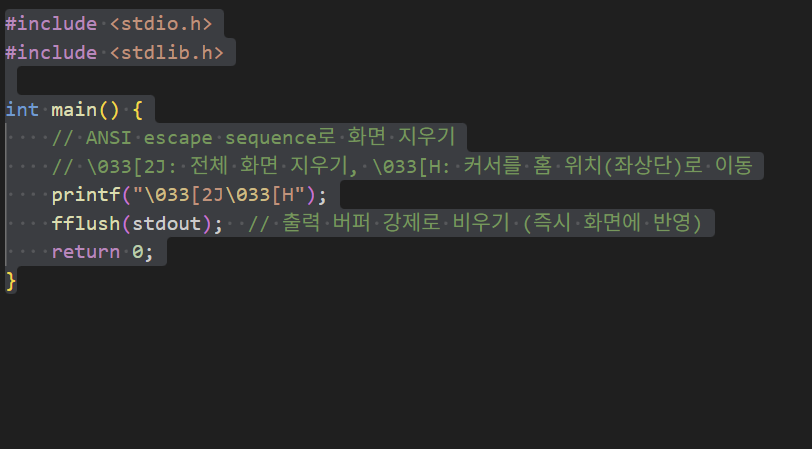 #include <stdio.h>
#include <stdlib.h>
int main() {
    // ANSI escape sequence로 화면 지우기
    // \033[2J: 전체 화면 지우기, \033[H: 커서를 홈 위치(좌상단)로 이동
    printf("\033[2J\033[H");
    fflush(stdout);  // 출력 버퍼 강제로 비우기 (즉시 화면에 반영)
    return 0;
}